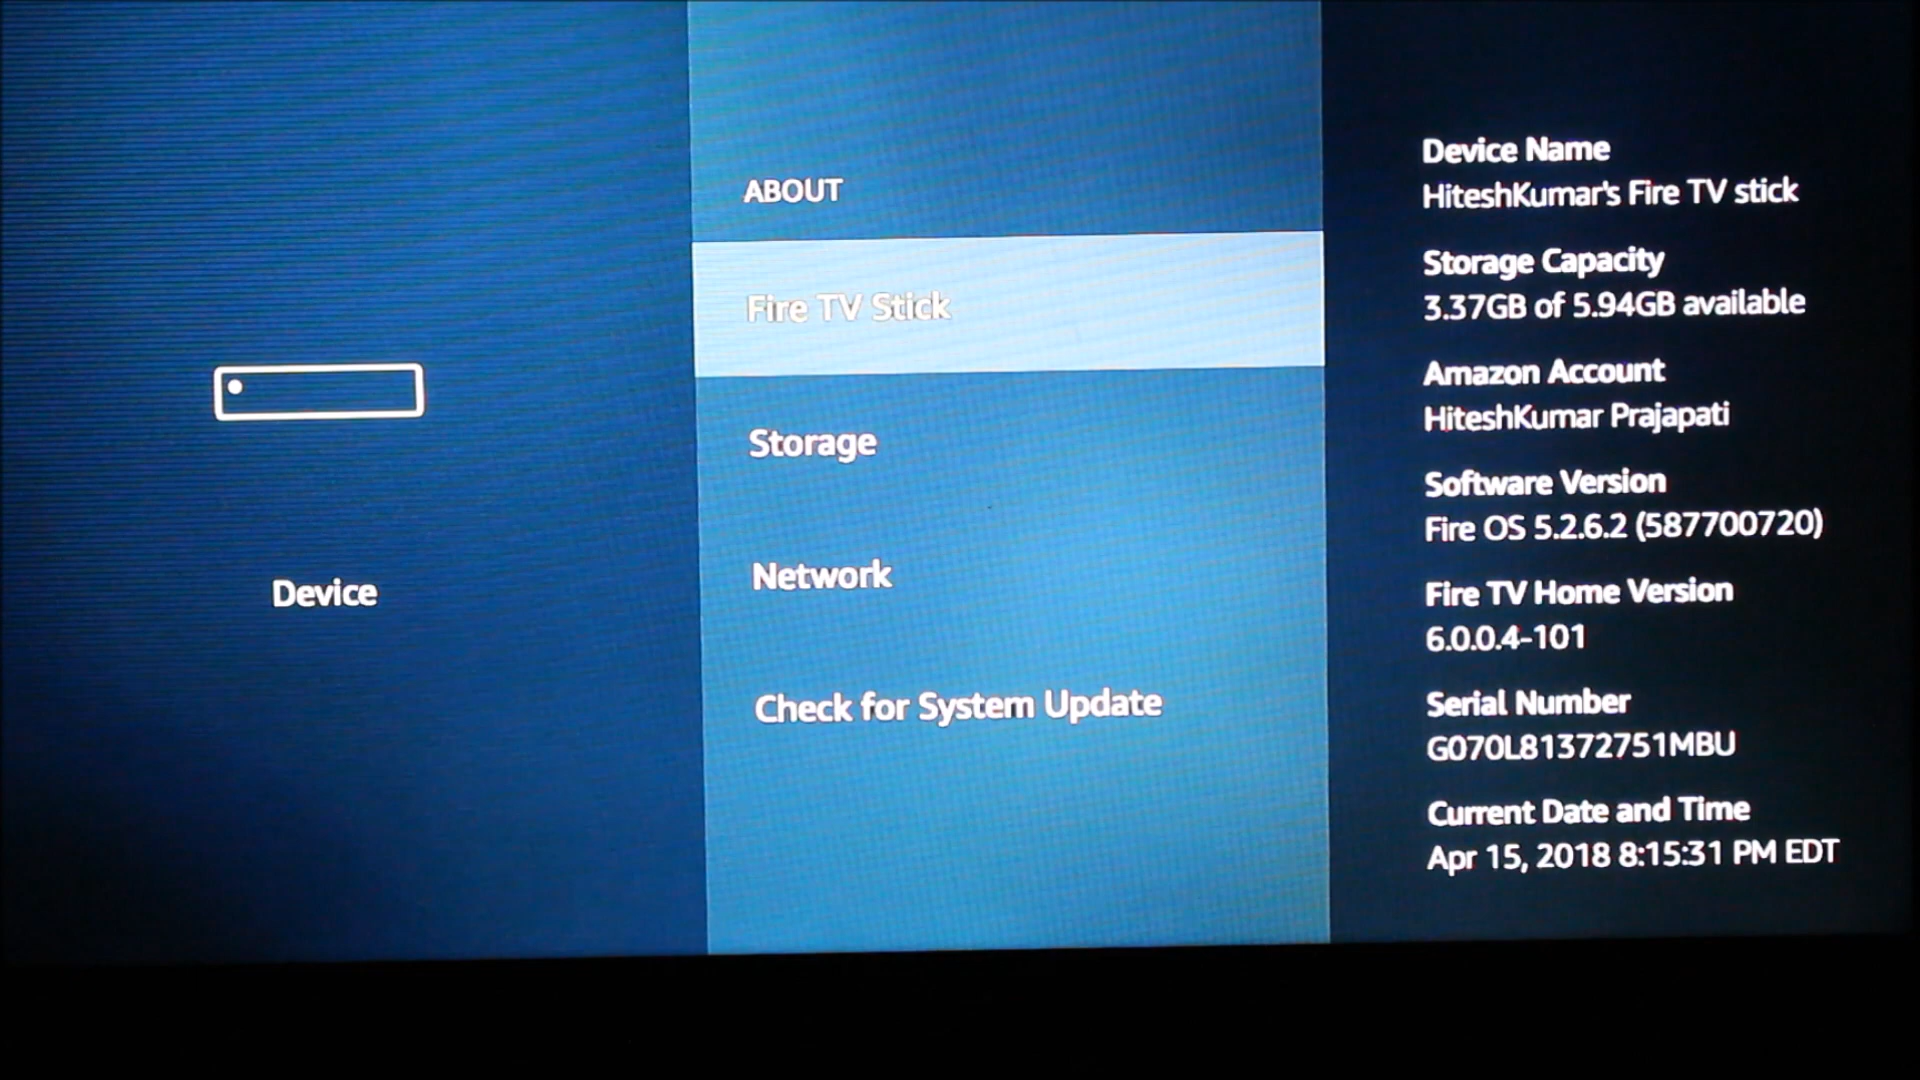 Device
ABOUT
Fire TV Stick
Storage
Network
Check for System Update
Device Name
HiteshKumar's Fire TV stick
Storage Capacity
3.37GB of 5.94GB available
Amazon Account
HiteshKumar Prajapati
Software Version
Fire OS 5.2.6.2 (587700720)
Fire TV Home Version
6.0.0.4-101
Serial Number
G070L81372751MBU
Current Date and Time
Apr 15, 2018 8:15:31 PM EDT